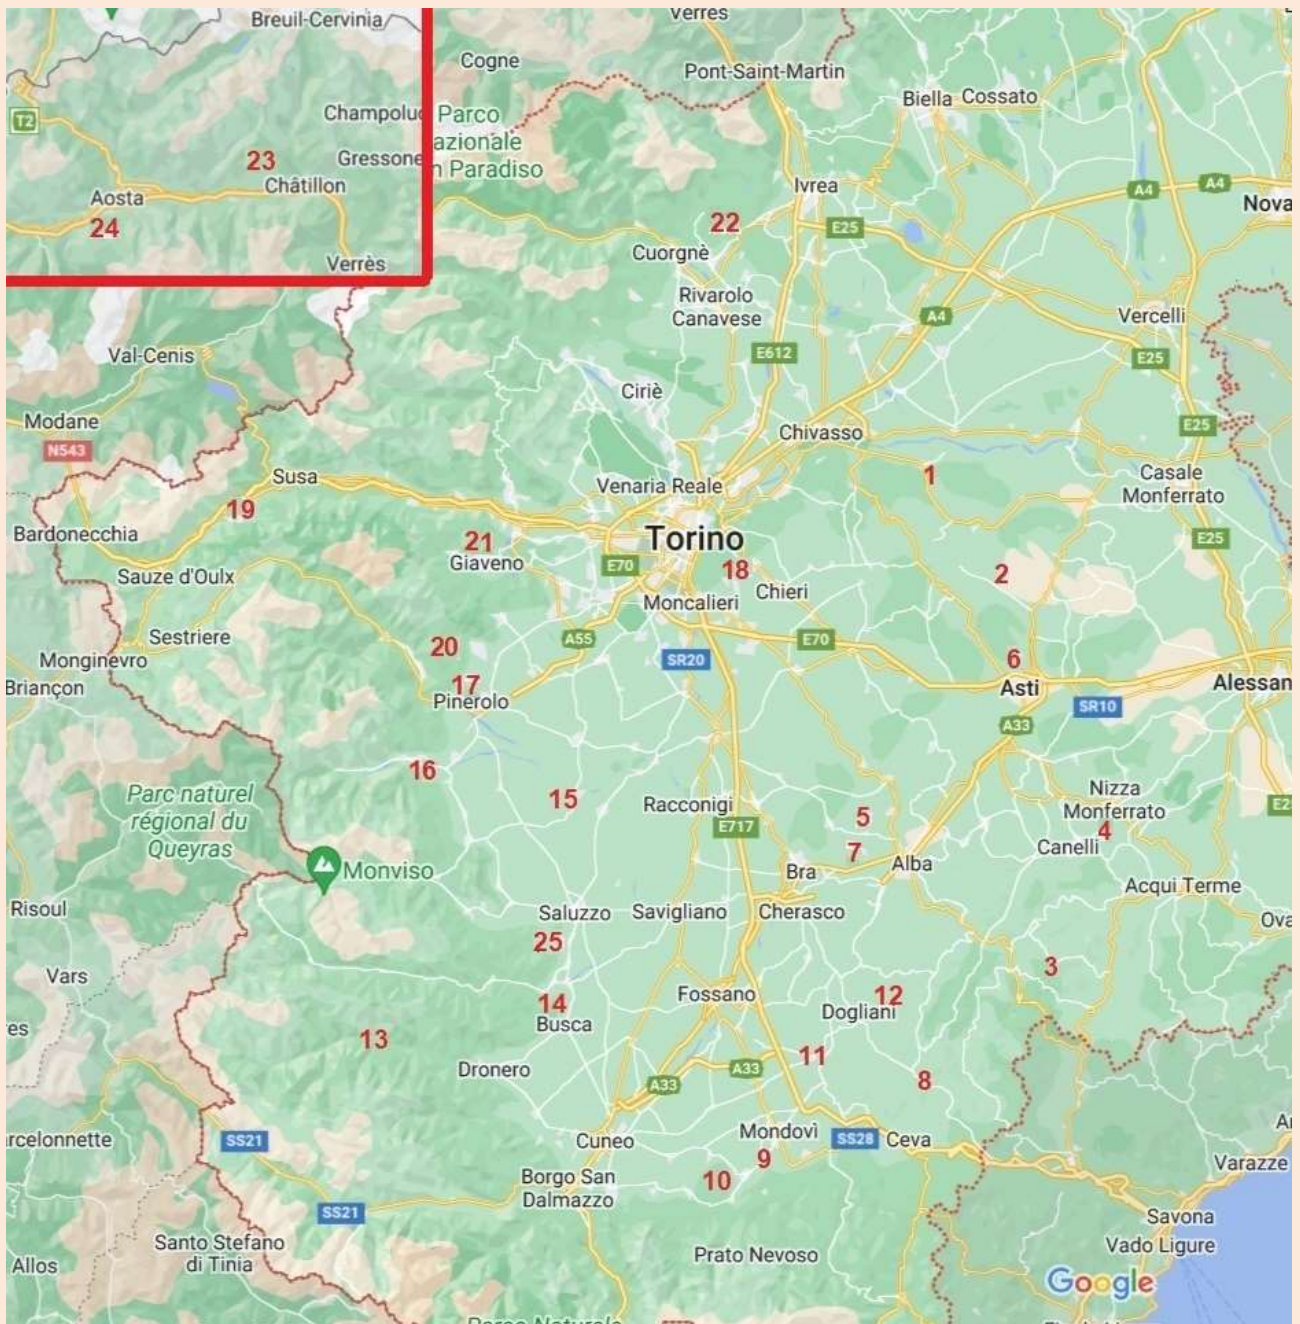 Breuil-Cervinia
Verrès
Cogne
Pont-Saint-Martin
Biella
Cossato
T2
Champoluc
Parco
azionale
n Paradiso
23
Gressone
Châtillon
Aosta
24
Verrès
Ivrea
A4
A4
Nova
22
E25
Cuorgnè
Rivarolo
Canavese
A4
Vercelli
E612
E25
Val-Cenis
Ciriè
Modane
N543
Chivasso
E25
Susa
Venaria Reale
1
Casale
Monferrato
19
Bardonecchia
21
Giaveno
Torino
E70
18
Chieri
E25
Sauze d'Oulx
2
Moncalieri
Sestriere
20
A55
E70
Monginevro
SR20
6
Briançon
17
Pinerolo
Asti
Alessan
SR10
A33
16
15
Parc naturel
régional du
Queyras
Racconigi
5
Nizza
Monferrato
E2
E717
4
Canelli
7
Monviso
Bra
Alba
Acqui Terme
Risoul
Saluzzo
Savigliano
Cherasco
Ova
25
Vars
3
Fossano
12
14
Busca
Dogliani
es
13
11
Dronero
A33
A33
8
arcelonnette
SS21
Cuneo
Mondovì
SS28
Ceva
9
Varazze
Borgo San
Dalmazzo
10
SS21
Savona
Santo Stefano
di Tinia
Prato Nevoso
Vado Ligure
Allos
Google